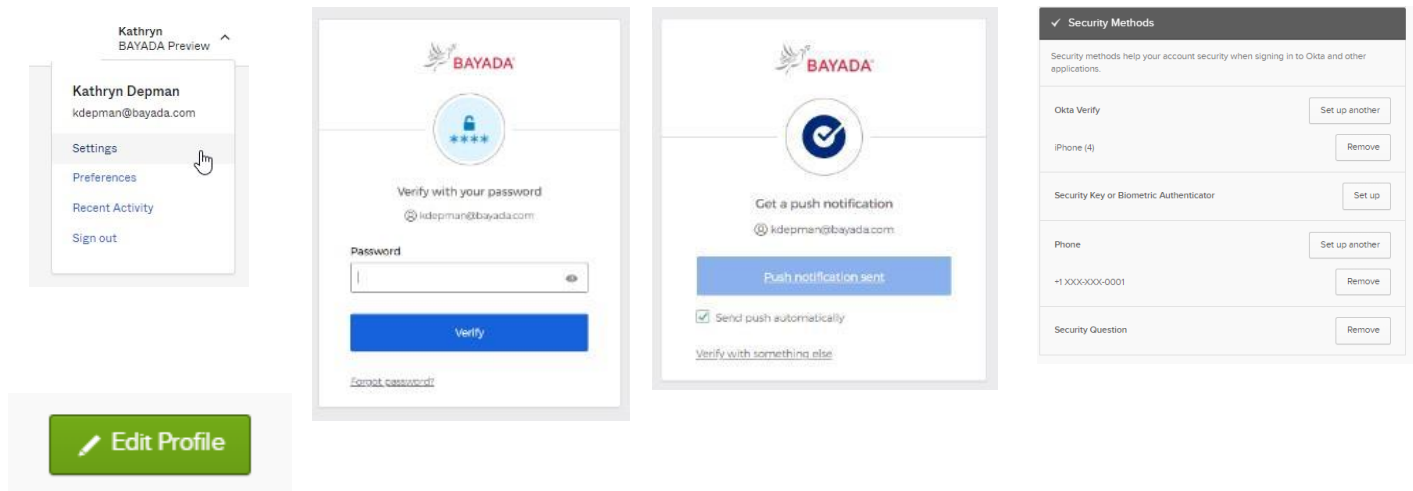 Kathryn
BAYADA Preview
Kathryn Depman
kdepman@bayada.com
Settings
Preferences
Recent Activity
Sign out
Edit Profile
BAYADA
****
Verify with your password
kdepman@bayada.com
Password
Verify
Forgot password?
BAYADA
Get a push notification
kdepman@bayada.com
Push notification sent
Send push automatically
Verify with something else
Security Methods
Security methods help your account security when signing in to Okta and other
applications.
Okta Verify
Set up another
iPhone (4)
Remove
Security Key or Biometric Authenticator
Set up
Phone
Set up another
+1 XXX-XXX-0001
Remove
Security Question
Remove